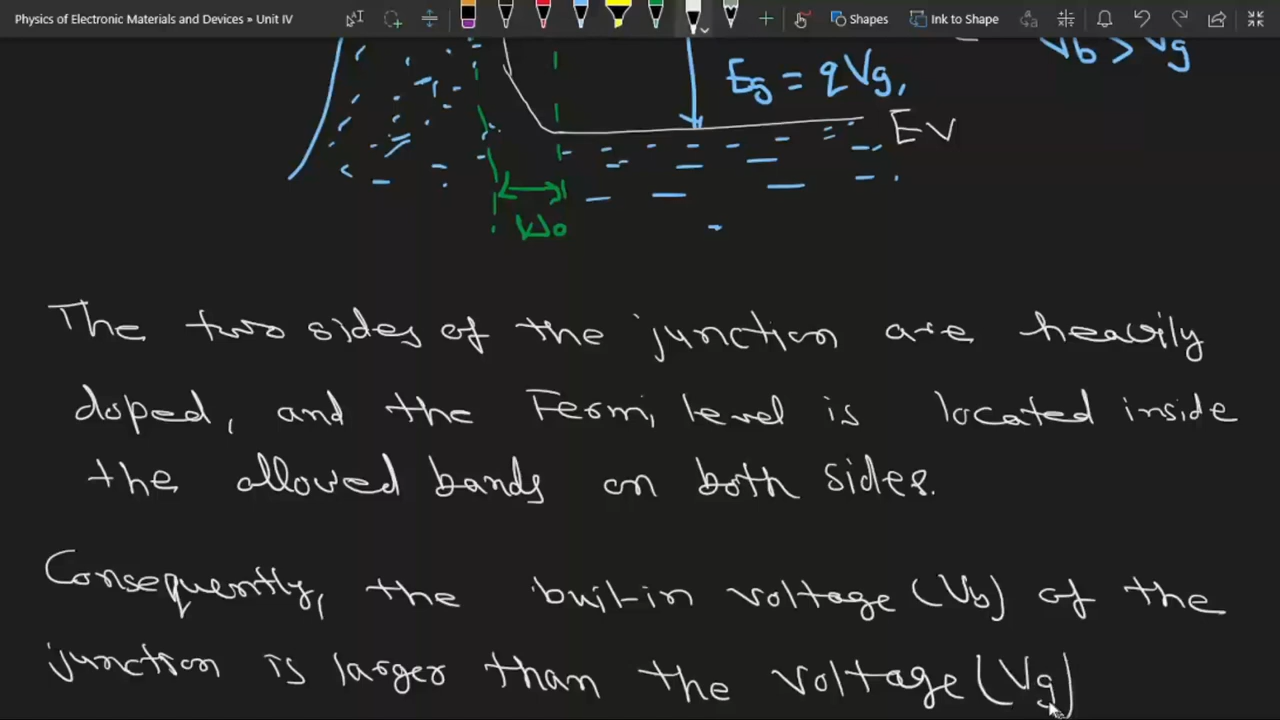 Physics of Electronic Materials and Devices » Unit IV
Shapes
Ink to Shape
Vb > Vg
Eg = qVg,
EV
W0
The two sides of the junction are heavily
doped, and the Fermi level is located inside
the allowed bands on both sides.
Consequently, the built-in voltage (Vb) of the
junction is larger than the voltage (Vg)